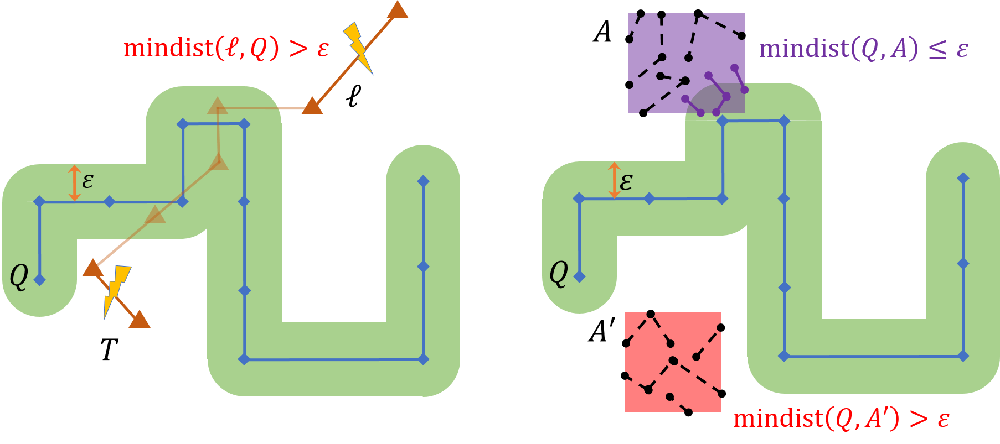 mindist(ℓ, Q) > ε
ℓ
ε
Q
T
A
mindist(Q, A) ≤ ε
ε
Q
A′
mindist(Q, A′) > ε